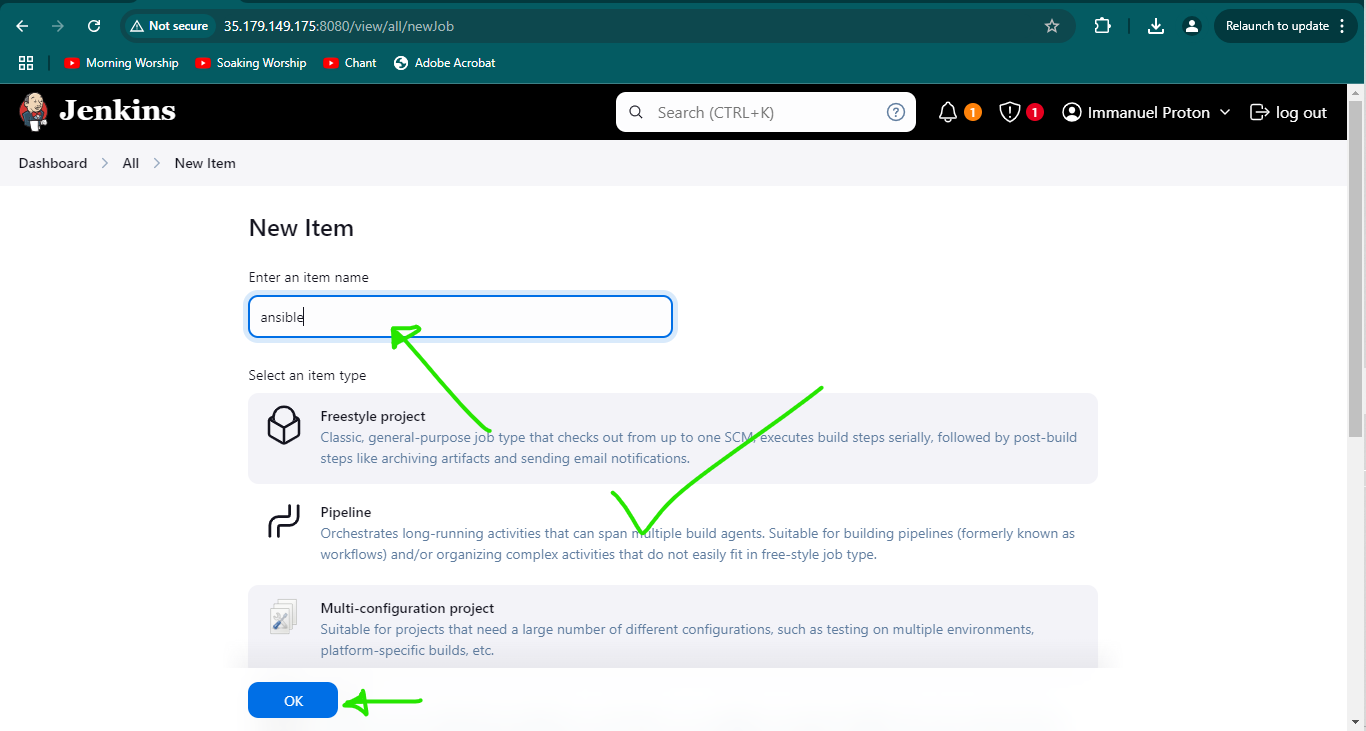 Not secure 35.179.149.175:8080/view/all/newJob Relaunch to update
Morning Worship Soaking Worship Chant Adobe Acrobat
Jenkins Search (CTRL+K) ? 1 1 Immanuel Proton log out
Dashboard All New Item
New Item
Enter an item name
ansible
Select an item type
Freestyle project
Classic, general-purpose job type that checks out from up to one SCM, executes build steps serially, followed by post-build
steps like archiving artifacts and sending email notifications.
Pipeline
Orchestrates long-running activities that can span multiple build agents. Suitable for building pipelines (formerly known as
workflows) and/or organizing complex activities that do not easily fit in free-style job type.
Multi-configuration project
Suitable for projects that need a large number of different configurations, such as testing on multiple environments,
platform-specific builds, etc.
OK